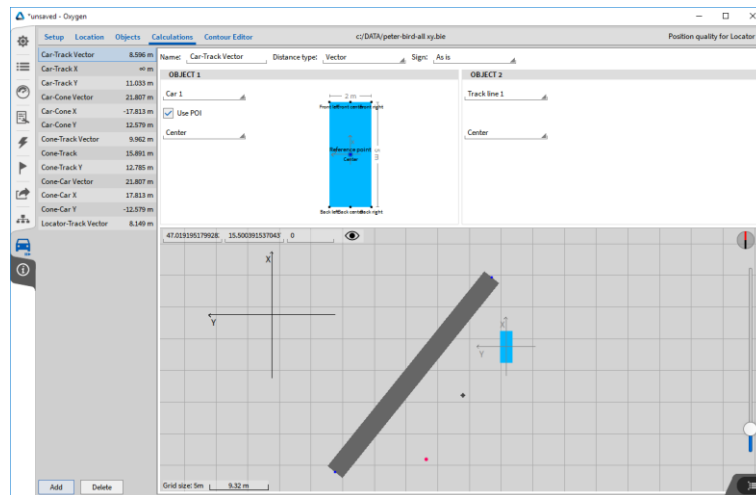 *unsaved - Oxygen
Setup Location Objects Calculations Contour Editor c:/DATA/peter-bird-all xy.bie Position quality for Locator
Car-Track Vector 8.596 m
Car-Track X ∞ m
Car-Track Y 11.033 m
Car-Cone Vector 21.807 m
Car-Cone X -17.813 m
Car-Cone Y 12.579 m
Cone-Track Vector 9.962 m
Cone-Track 15.891 m
Cone-Track Y 12.785 m
Cone-Car Vector 21.807 m
Cone-Car X 17.813 m
Cone-Car Y -12.579 m
Locator-Track Vector 8.149 m
Add Delete
Name: Car-Track Vector Distance type: Vector Sign: As is
OBJECT 1
Car 1
Use POI
Center
2 m
Front left Front center Front right
Reference point
Center
5 m
Back left Back center Back right
OBJECT 2
Track line 1
Center
47.019195179928 15.500391537043 0
X
Y
X
Y
Grid size: 5m 9.32 m